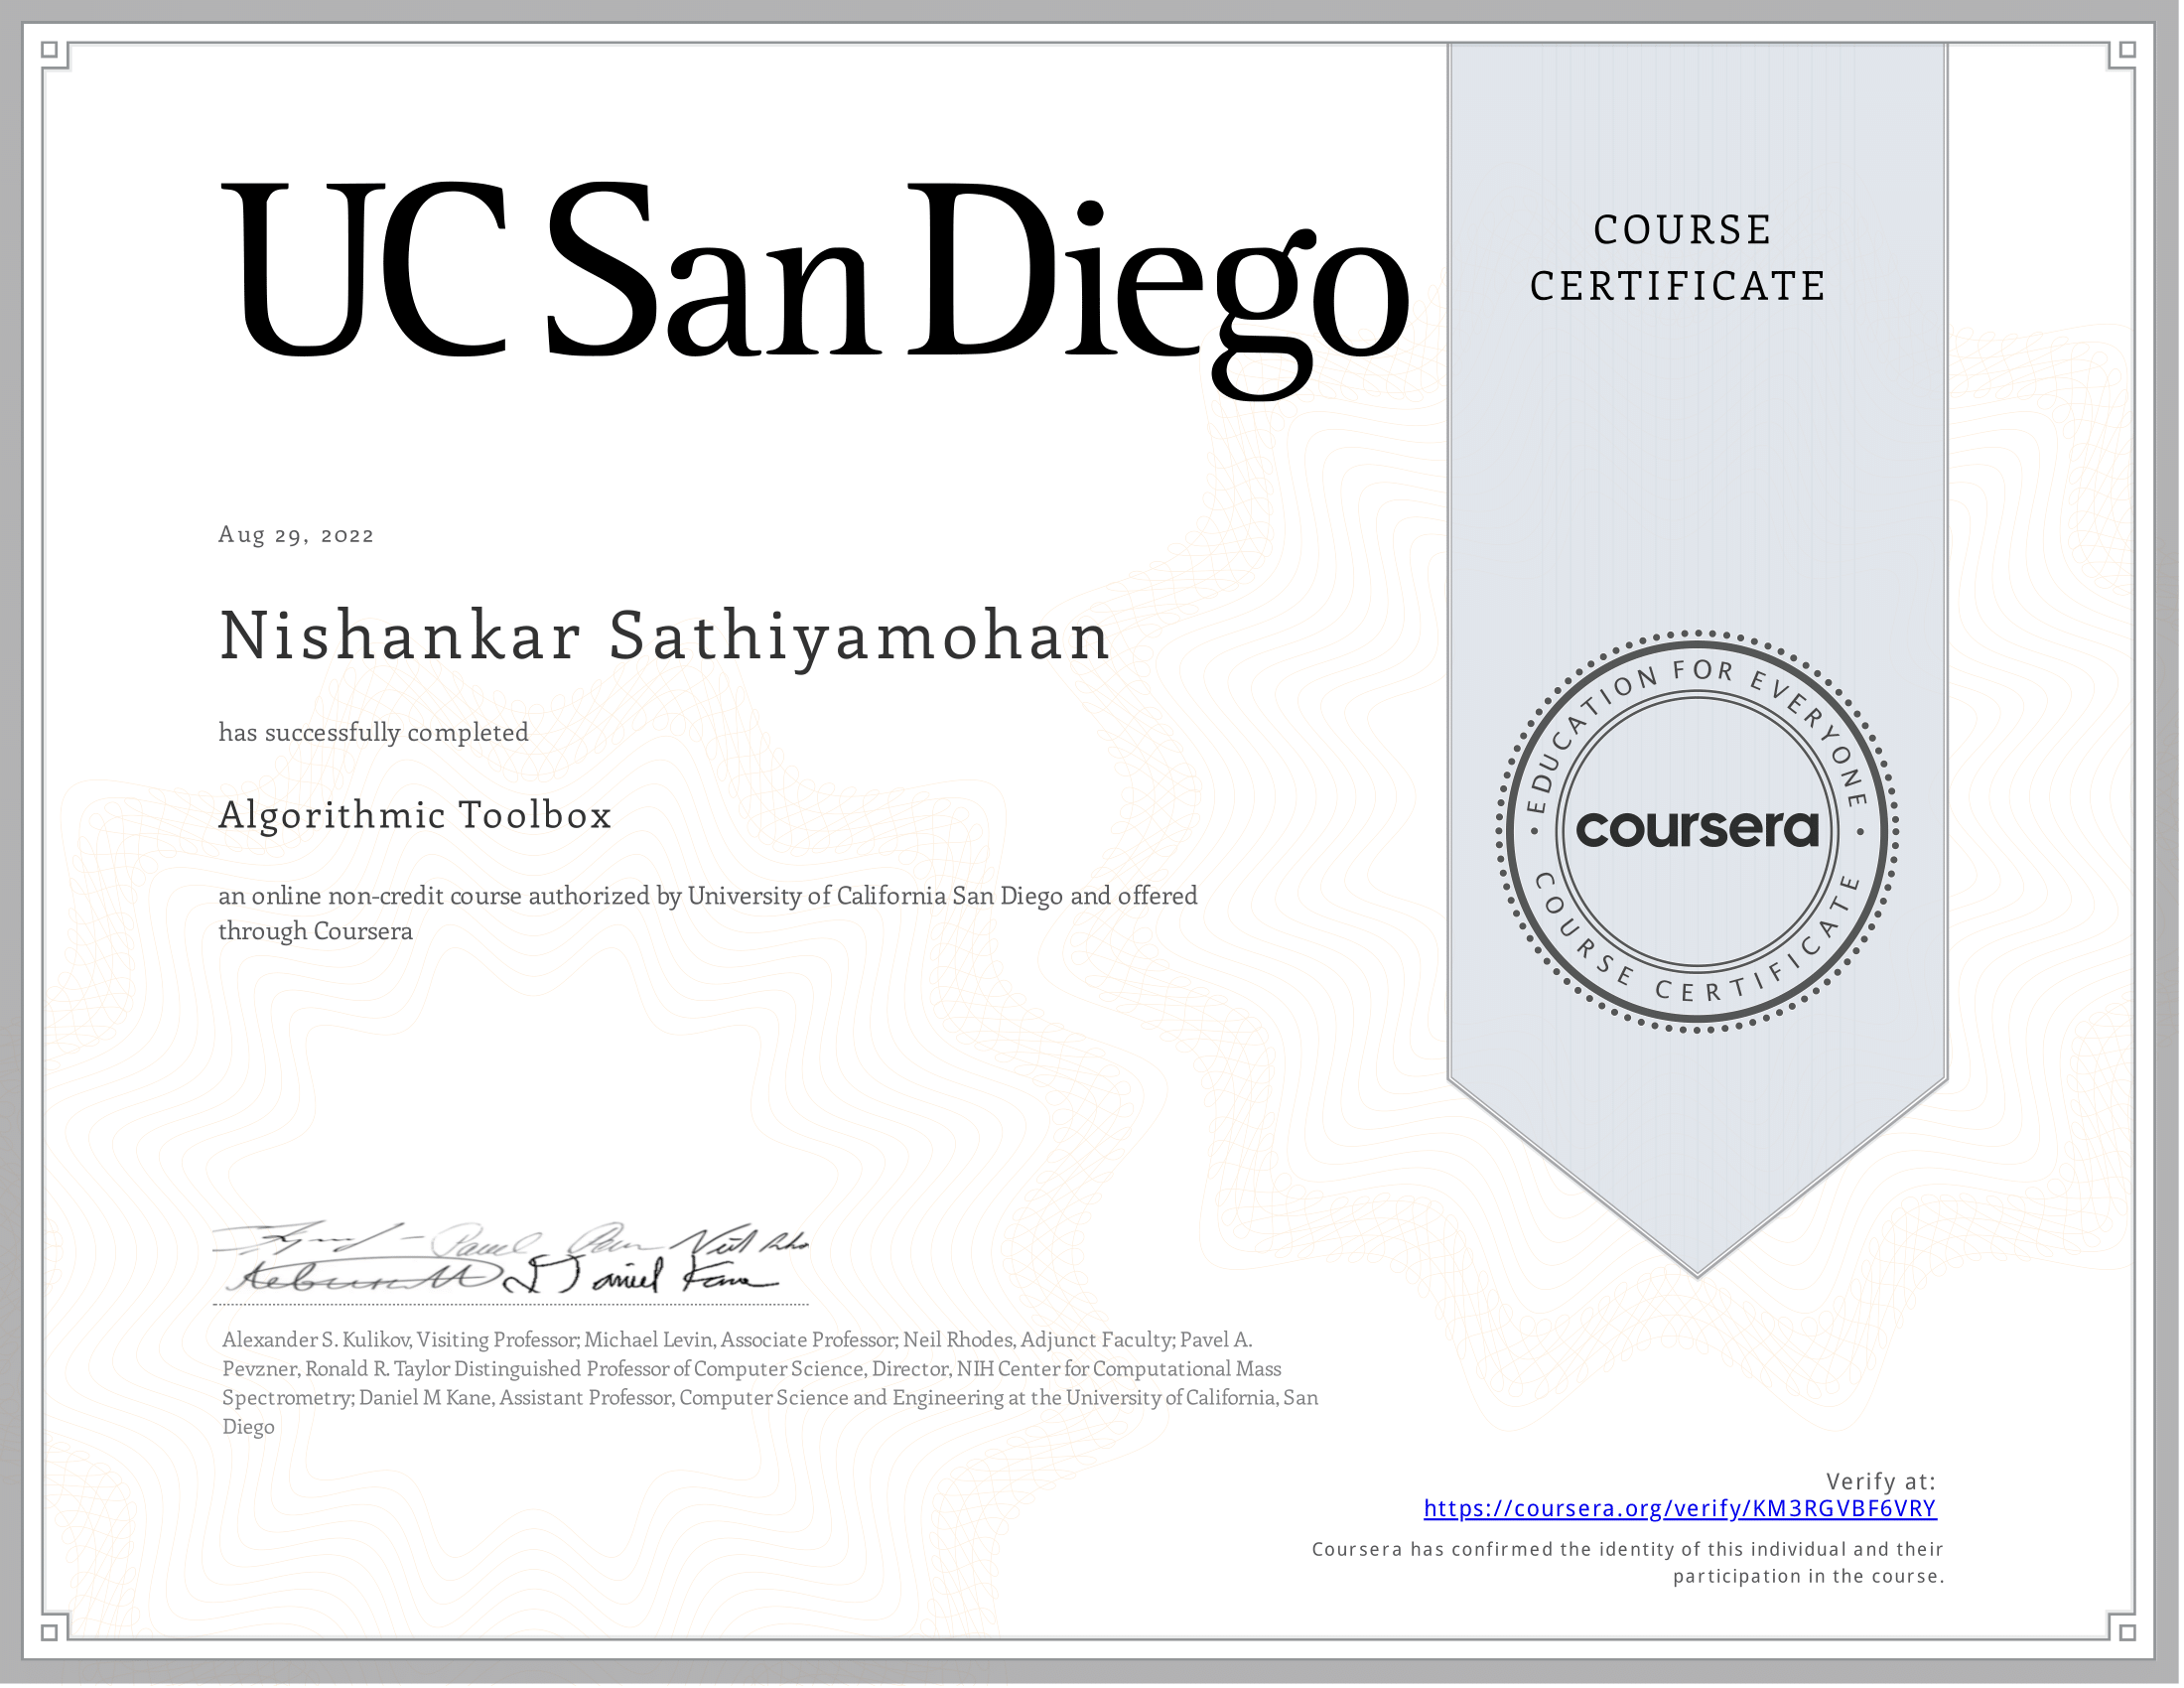 UC San Diego
COURSE
CERTIFICATE
Aug 29, 2022
Nishankar Sathiyamohan
has successfully completed
Algorithmic Toolbox
an online non-credit course authorized by University of California San Diego and offered
through Coursera
EDUCATION FOR EVERYONE
coursera
COURSE CERTIFICATE
Daniel Kane
Alexander S. Kulikov, Visiting Professor; Michael Levin, Associate Professor; Neil Rhodes, Adjunct Faculty; Pavel A.
Pevzner, Ronald R. Taylor Distinguished Professor of Computer Science, Director, NIH Center for Computational Mass
Spectrometry; Daniel M Kane, Assistant Professor, Computer Science and Engineering at the University of California, San
Diego
Verify at:
https://coursera.org/verify/KM3RGVBF6VRY
Coursera has confirmed the identity of this individual and their
participation in the course.